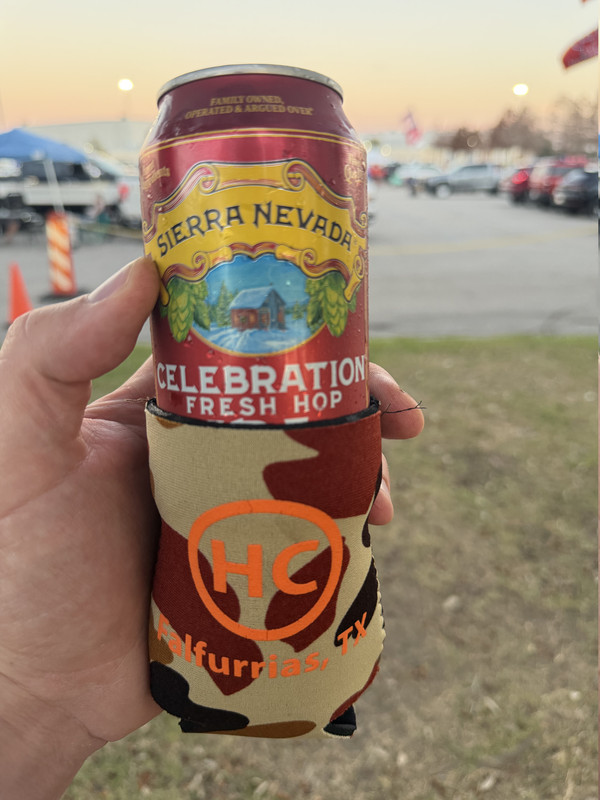 FAMILY OWNED,
OPERATED & ARGUED OVER
SIERRA NEVADA
CELEBRATION
FRESH HOP
HC
Falfurrias, TX